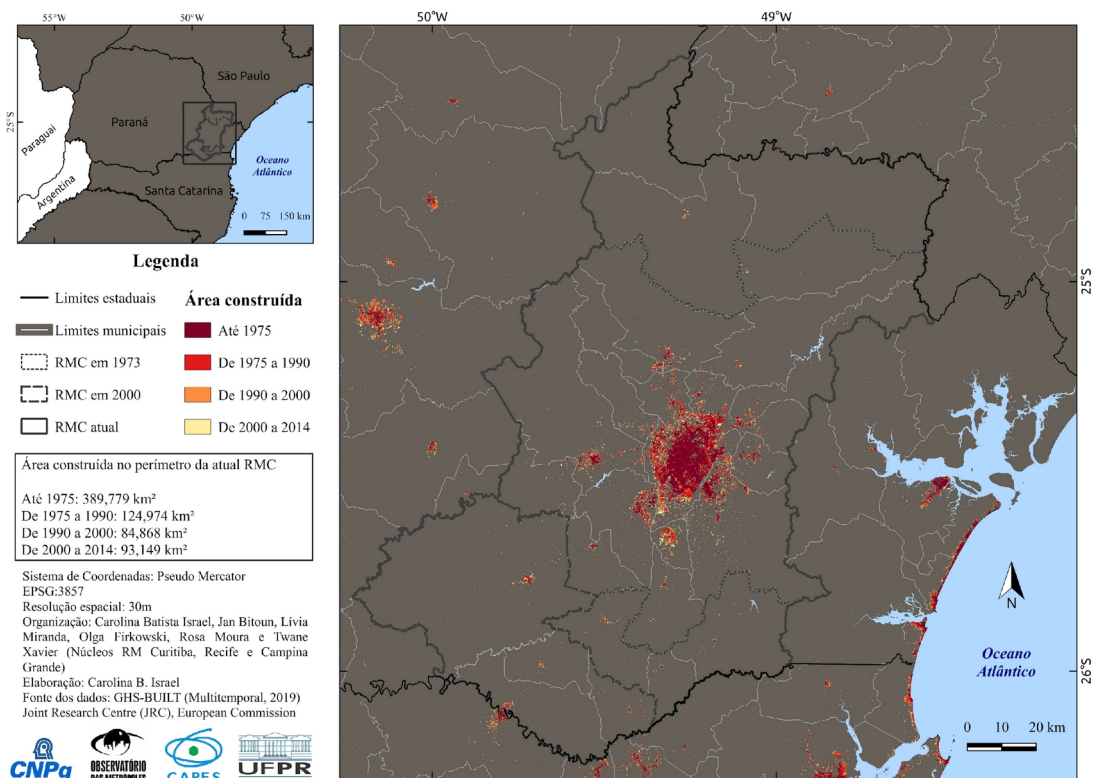 55°W
50°W
São Paulo
25°S
Paraná
Paraguai
Oceano
Atlântico
Argentina
Santa Catarina
0 75 150 km
Legenda
Limites estaduais
Limites municipais
RMC em 1973
RMC em 2000
RMC atual
Área construída
Até 1975
De 1975 a 1990
De 1990 a 2000
De 2000 a 2014
Área construída no perímetro da atual RMC
Até 1975: 389,779 km²
De 1975 a 1990: 124,974 km²
De 1990 a 2000: 84,868 km²
De 2000 a 2014: 93,149 km²
Sistema de Coordenadas: Pseudo Mercator
EPSG:3857
Resolução espacial: 30m
Organização: Carolina Batista Israel, Jan Bitoun, Lívia
Miranda, Olga Firkowski, Rosa Moura e Twane
Xavier (Núcleos RM Curitiba, Recife e Campina
Grande)
Elaboração: Carolina B. Israel
Fonte dos dados: GHS-BUILT (Multitemporal, 2019)
Joint Research Centre (JRC), European Commission
CNPq
OBSERVATÓRIO
DAS METRÓPOLES
CAPES
UFPR
50°W
49°W
25°S
26°S
N
Oceano
Atlântico
0 10 20 km